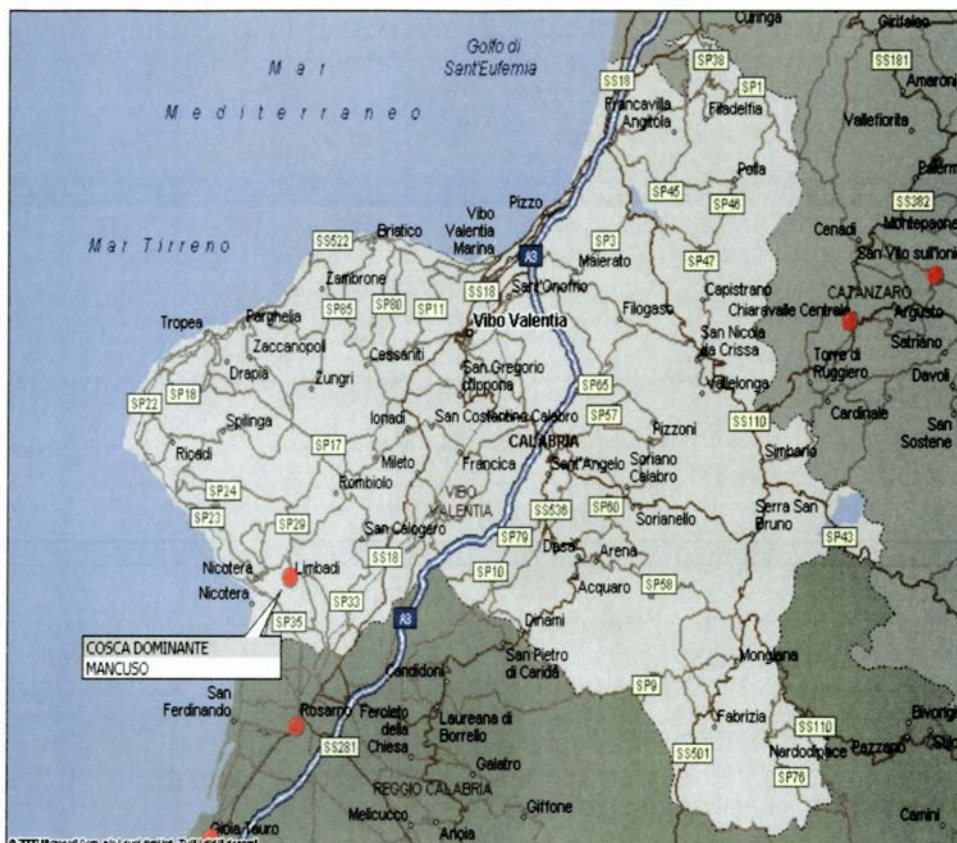 Curinga
Girifalco
Golfo di
Sant'Eufemia
Mar
Mediterraneo
SS18
SP38
SP1
SS181
Amaroni
Francavilla
Angitola
Filadelfia
Vallefiorita
Polia
Palerm
SP45
SP46
SS382
Pizzo
Vibo
Valentia
Marina
Montepaone
Cenadi
San Vito sull'Ioni
Mar Tirreno
SS522
Briatico
A3
SP3
Maierato
SP47
Zambrone
SS18
Sant'Onofrio
Capistrano
CATANZARO
SP85
SP80
SP11
Filogaso
Chiaravalle Centrale
Argusto
Tropea
Parghelia
Vibo Valentia
San Nicola
da Crissa
Satriano
Zaccanopoli
Cessaniti
Torre di
Ruggiero
Drapia
Zungri
San Gregorio
d'Ippona
SP65
Vallelonga
Davoli
SP22
SP18
Spilinga
Ionadi
San Costantino Calabro
SP57
SS110
Cardinale
San
Sostene
SP17
CALABRIA
Pizzoni
Simbario
Ricadi
Mileto
Francica
Sant'Angelo
Soriano
Calabro
SP24
Rombiolo
VIBO
VALENTIA
SS536
SP60
Sorianello
Serra San
Bruno
SP23
SP29
San Calogero
SP79
SP43
SS18
Dasà
Arena
Nicotera
Limbadi
SP10
Acquaro
SP58
Nicotera
SP33
SP35
A3
Dinami
COSCA DOMINANTE
MANCUSO
San Pietro
di Caridà
Mongiana
Candidoni
SP9
San
Ferdinando
Rosarno
Feroleto
della
Chiesa
Laureana di
Borrello
Fabrizia
SS110
Bivongi
Pazzano
SS281
SS501
Nardodipace
Galatro
SP76
REGGIO CALABRIA
Giffone
Melicucco
Gioia Tauro
Anoia
Camini